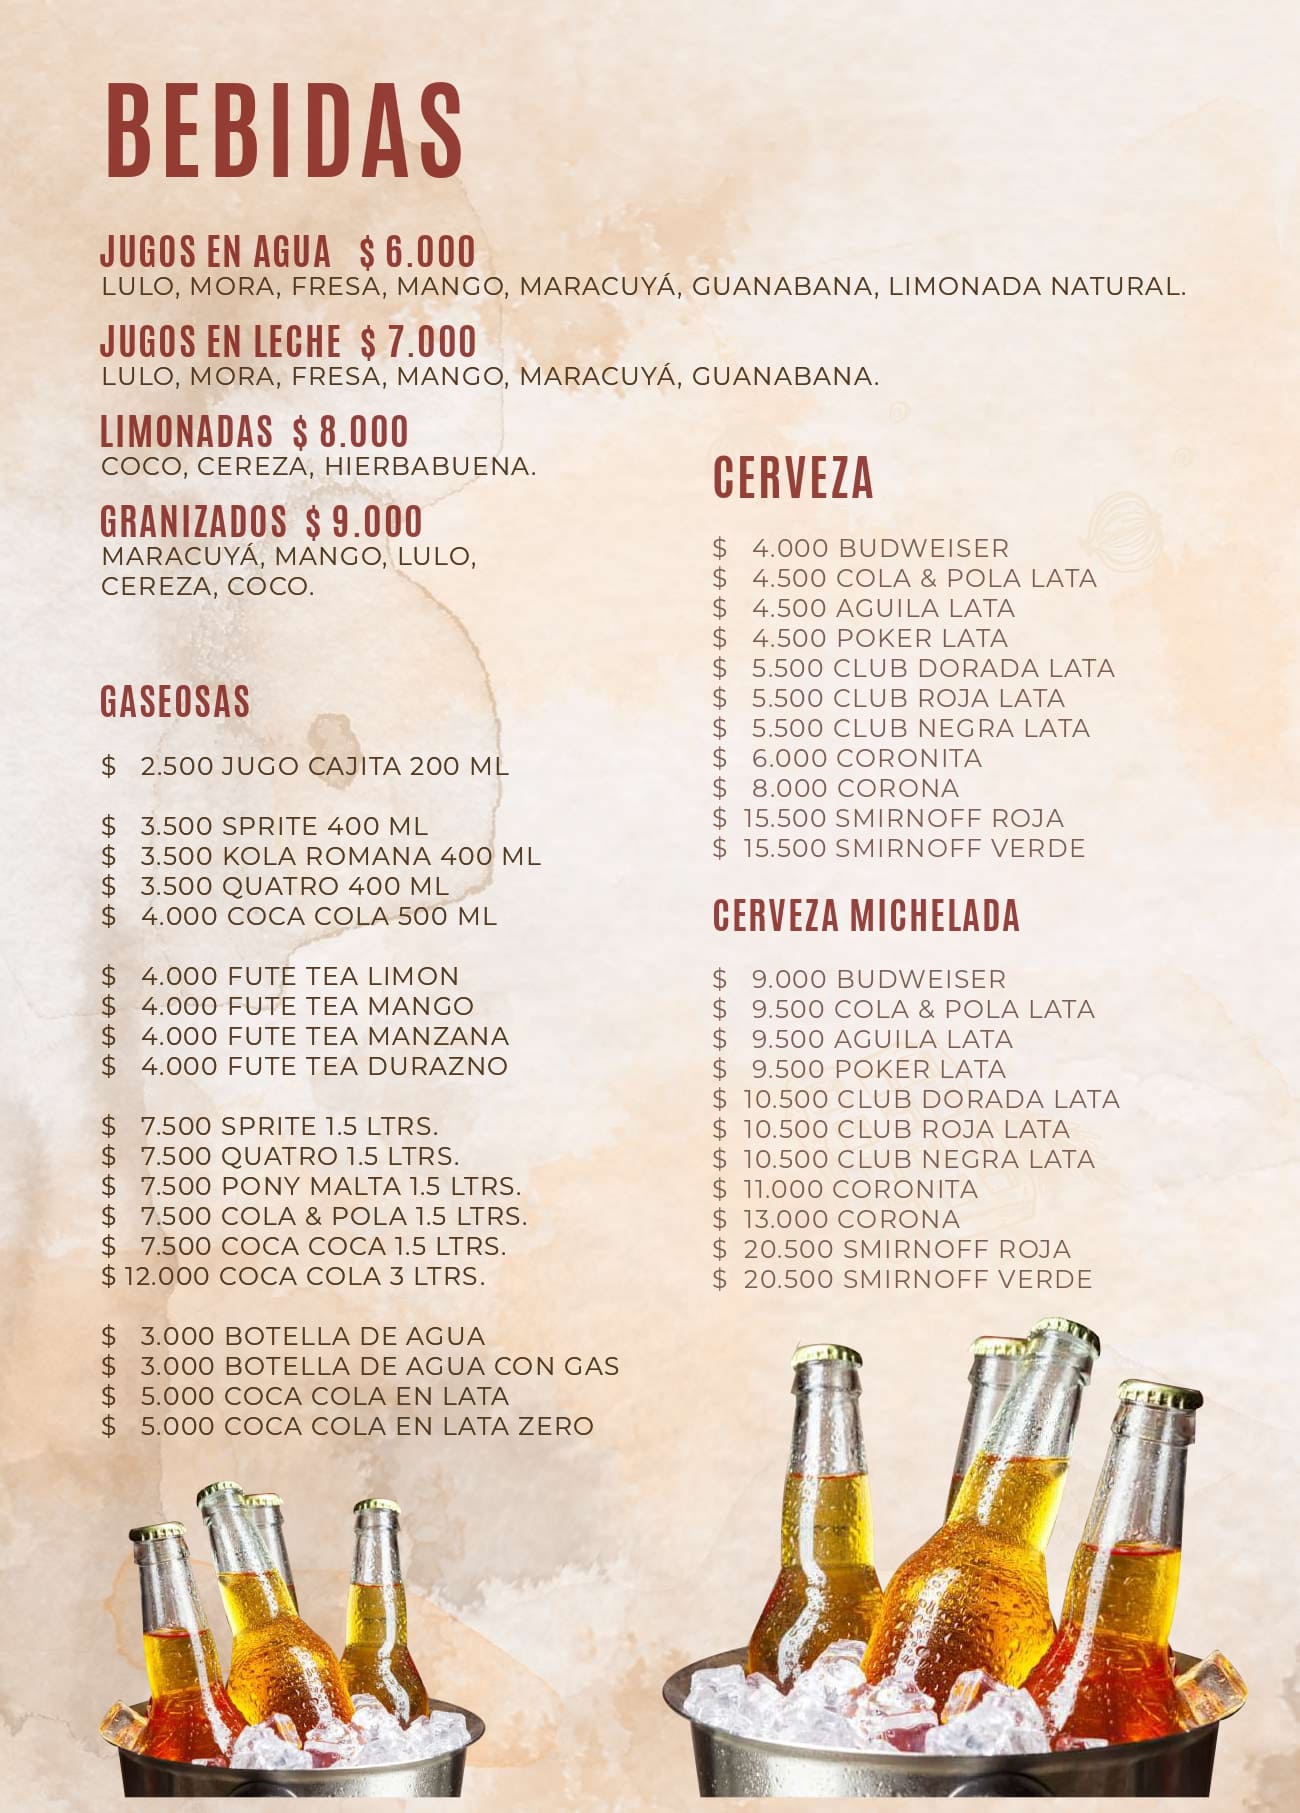 BEBIDAS
JUGOS EN AGUA $ 6.000
LULO, MORA, FRESA, MANGO, MARACUYÁ, GUANABANA, LIMONADA NATURAL.
JUGOS EN LECHE $ 7.000
LULO, MORA, FRESA, MANGO, MARACUYÁ, GUANABANA.
LIMONADAS $ 8.000
COCO, CEREZA, HIERBABUENA.
GRANIZADOS $ 9.000
MARACUYÁ, MANGO, LULO,
CEREZA, COCO.
GASEOSAS
$ 2.500 JUGO CAJITA 200 ML
$ 3.500 SPRITE 400 ML
$ 3.500 KOLA ROMANA 400 ML
$ 3.500 QUATRO 400 ML
$ 4.000 COCA COLA 500 ML
$ 4.000 FUTE TEA LIMON
$ 4.000 FUTE TEA MANGO
$ 4.000 FUTE TEA MANZANA
$ 4.000 FUTE TEA DURAZNO
$ 7.500 SPRITE 1.5 LTRS.
$ 7.500 QUATRO 1.5 LTRS.
$ 7.500 PONY MALTA 1.5 LTRS.
$ 7.500 COLA & POLA 1.5 LTRS.
$ 7.500 COCA COCA 1.5 LTRS.
$ 12.000 COCA COLA 3 LTRS.
$ 3.000 BOTELLA DE AGUA
$ 3.000 BOTELLA DE AGUA CON GAS
$ 5.000 COCA COLA EN LATA
$ 5.000 COCA COLA EN LATA ZERO
CERVEZA
$ 4.000 BUDWEISER
$ 4.500 COLA & POLA LATA
$ 4.500 AGUILA LATA
$ 4.500 POKER LATA
$ 5.500 CLUB DORADA LATA
$ 5.500 CLUB ROJA LATA
$ 5.500 CLUB NEGRA LATA
$ 6.000 CORONITA
$ 8.000 CORONA
$ 15.500 SMIRNOFF ROJA
$ 15.500 SMIRNOFF VERDE
CERVEZA MICHELADA
$ 9.000 BUDWEISER
$ 9.500 COLA & POLA LATA
$ 9.500 AGUILA LATA
$ 9.500 POKER LATA
$ 10.500 CLUB DORADA LATA
$ 10.500 CLUB ROJA LATA
$ 10.500 CLUB NEGRA LATA
$ 11.000 CORONITA
$ 13.000 CORONA
$ 20.500 SMIRNOFF ROJA
$ 20.500 SMIRNOFF VERDE